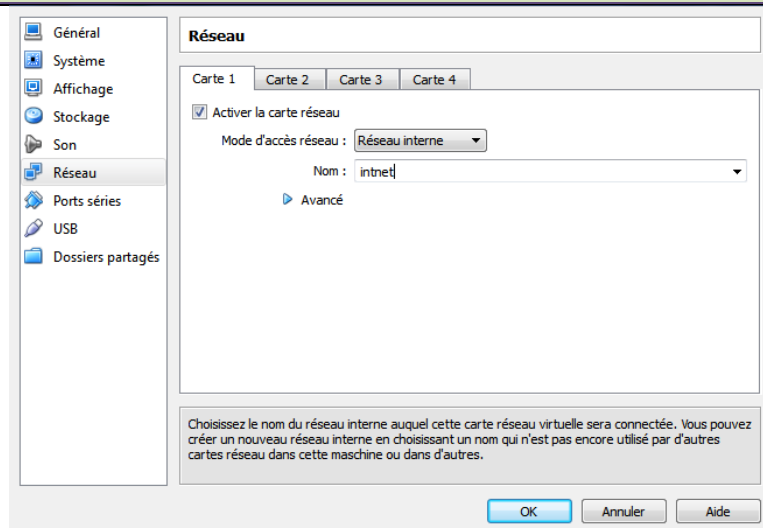 Général
Système
Affichage
Stockage
Son
Réseau
Ports séries
USB
Dossiers partagés
Réseau
Carte 1 Carte 2 Carte 3 Carte 4
Activer la carte réseau
Mode d'accès réseau : Réseau interne
Nom : intnet
Avancé
Choisissez le nom du réseau interne auquel cette carte réseau virtuelle sera connectée. Vous pouvez
créer un nouveau réseau interne en choisissant un nom qui n'est pas encore utilisé par d'autres
cartes réseau dans cette maschine ou dans d'autres.
OK Annuler Aide